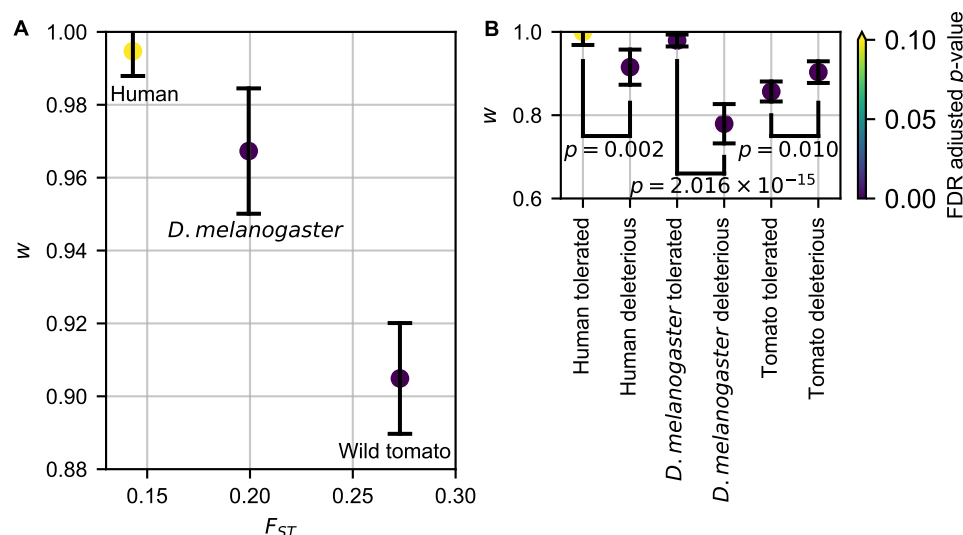 A
1.00
0.98
0.96
0.94
0.92
0.90
0.88
w
Human
D. melanogaster
Wild tomato
0.15
0.20
0.25
0.30
F_ST
B
1.0
0.8
0.6
w
p = 0.002
p = 0.010
p = 2.016 × 10⁻¹⁵
Human tolerated
Human deleterious
D. melanogaster tolerated
D. melanogaster deleterious
Tomato tolerated
Tomato deleterious
0.10
0.05
0.00
FDR adjusted p-value